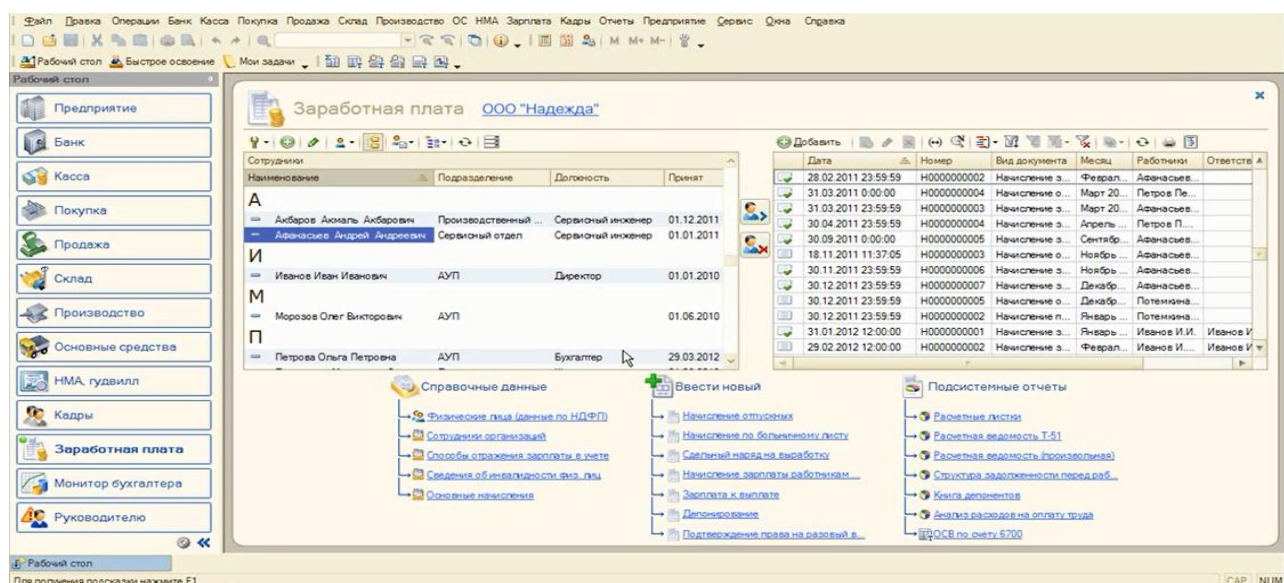 Файл Правка Операции Банк Касса Покупка Продажа Склад Производство ОС НМА Зарплата Кадры Отчеты Предприятие Сервис Окна Справка
M M+ M-
Рабочий стол Быстрое освоение Мои задачи
Рабочий стол
Предприятие
Банк
Касса
Покупка
Продажа
Склад
Производство
Основные средства
НМА, гудвилл
Кадры
Заработная плата
Монитор бухгалтера
Руководителю
Заработная плата ООО "Надежда"
Сотрудники
Наименование Подразделение Должность Принят
А
Акбаров Акмаль Акбарович Производственный ... Сервисный инженер 01.12.2011
Афанасьев Андрей Андреевич Сервисный отдел Сервисный инженер 01.01.2011
И
Иванов Иван Иванович АУП Директор 01.01.2010
М
Морозов Олег Викторович АУП 01.06.2010
П
Петрова Ольга Петровна АУП Бухгалтер 29.03.2012
Добавить
Дата Номер Вид документа Месяц Работники Ответств
28.02.2011 23:59:59 Н0000000002 Начисление з... Феврал... Афанасьев...
31.03.2011 0:00:00 Н0000000004 Начисление о... Март 20... Петров Пе...
31.03.2011 23:59:59 Н0000000003 Начисление з... Март 20... Афанасьев...
30.04.2011 23:59:59 Н0000000004 Начисление з... Апрель ... Петров П....
30.09.2011 0:00:00 Н0000000005 Начисление з... Сентябр... Афанасьев...
18.11.2011 11:37:05 Н0000000003 Начисление о... Ноябрь ... Афанасьев...
30.11.2011 23:59:59 Н0000000006 Начисление з... Ноябрь ... Афанасьев...
30.12.2011 23:59:59 Н0000000007 Начисление з... Декабр... Афанасьев...
30.12.2011 23:59:59 Н0000000005 Начисление о... Декабр... Потемкина...
30.12.2011 23:59:59 Н0000000002 Начисление п... Январь ... Потемкина...
31.01.2012 12:00:00 Н0000000001 Начисление з... Январь ... Иванов И.И. Иванов И
29.02.2012 12:00:00 Н0000000002 Начисление з... Феврал... Иванов И.... Иванов И
Справочные данные
Физические лица (данные по НДФП)
Сотрудники организаций
Способы отражения зарплаты в учете
Сведения об инвалидности физ. лиц
Основные начисления
Ввести новый
Начисление отпускных
Начисление по больничному листу
Сдельный наряд на выработку
Начисление зарплаты работникам ...
Зарплата к выплате
Депонирование
Подтверждение права на разовый в...
Подсистемные отчеты
Расчетные листки
Расчетная ведомость Т-51
Расчетная ведомость (произвольная)
Структура задолженности перед раб...
Книга депонентов
Анализ расходов на оплату труда
ОСВ по счету 6700
Рабочий стол
Для получения подсказки нажмите F1
CAP NUM